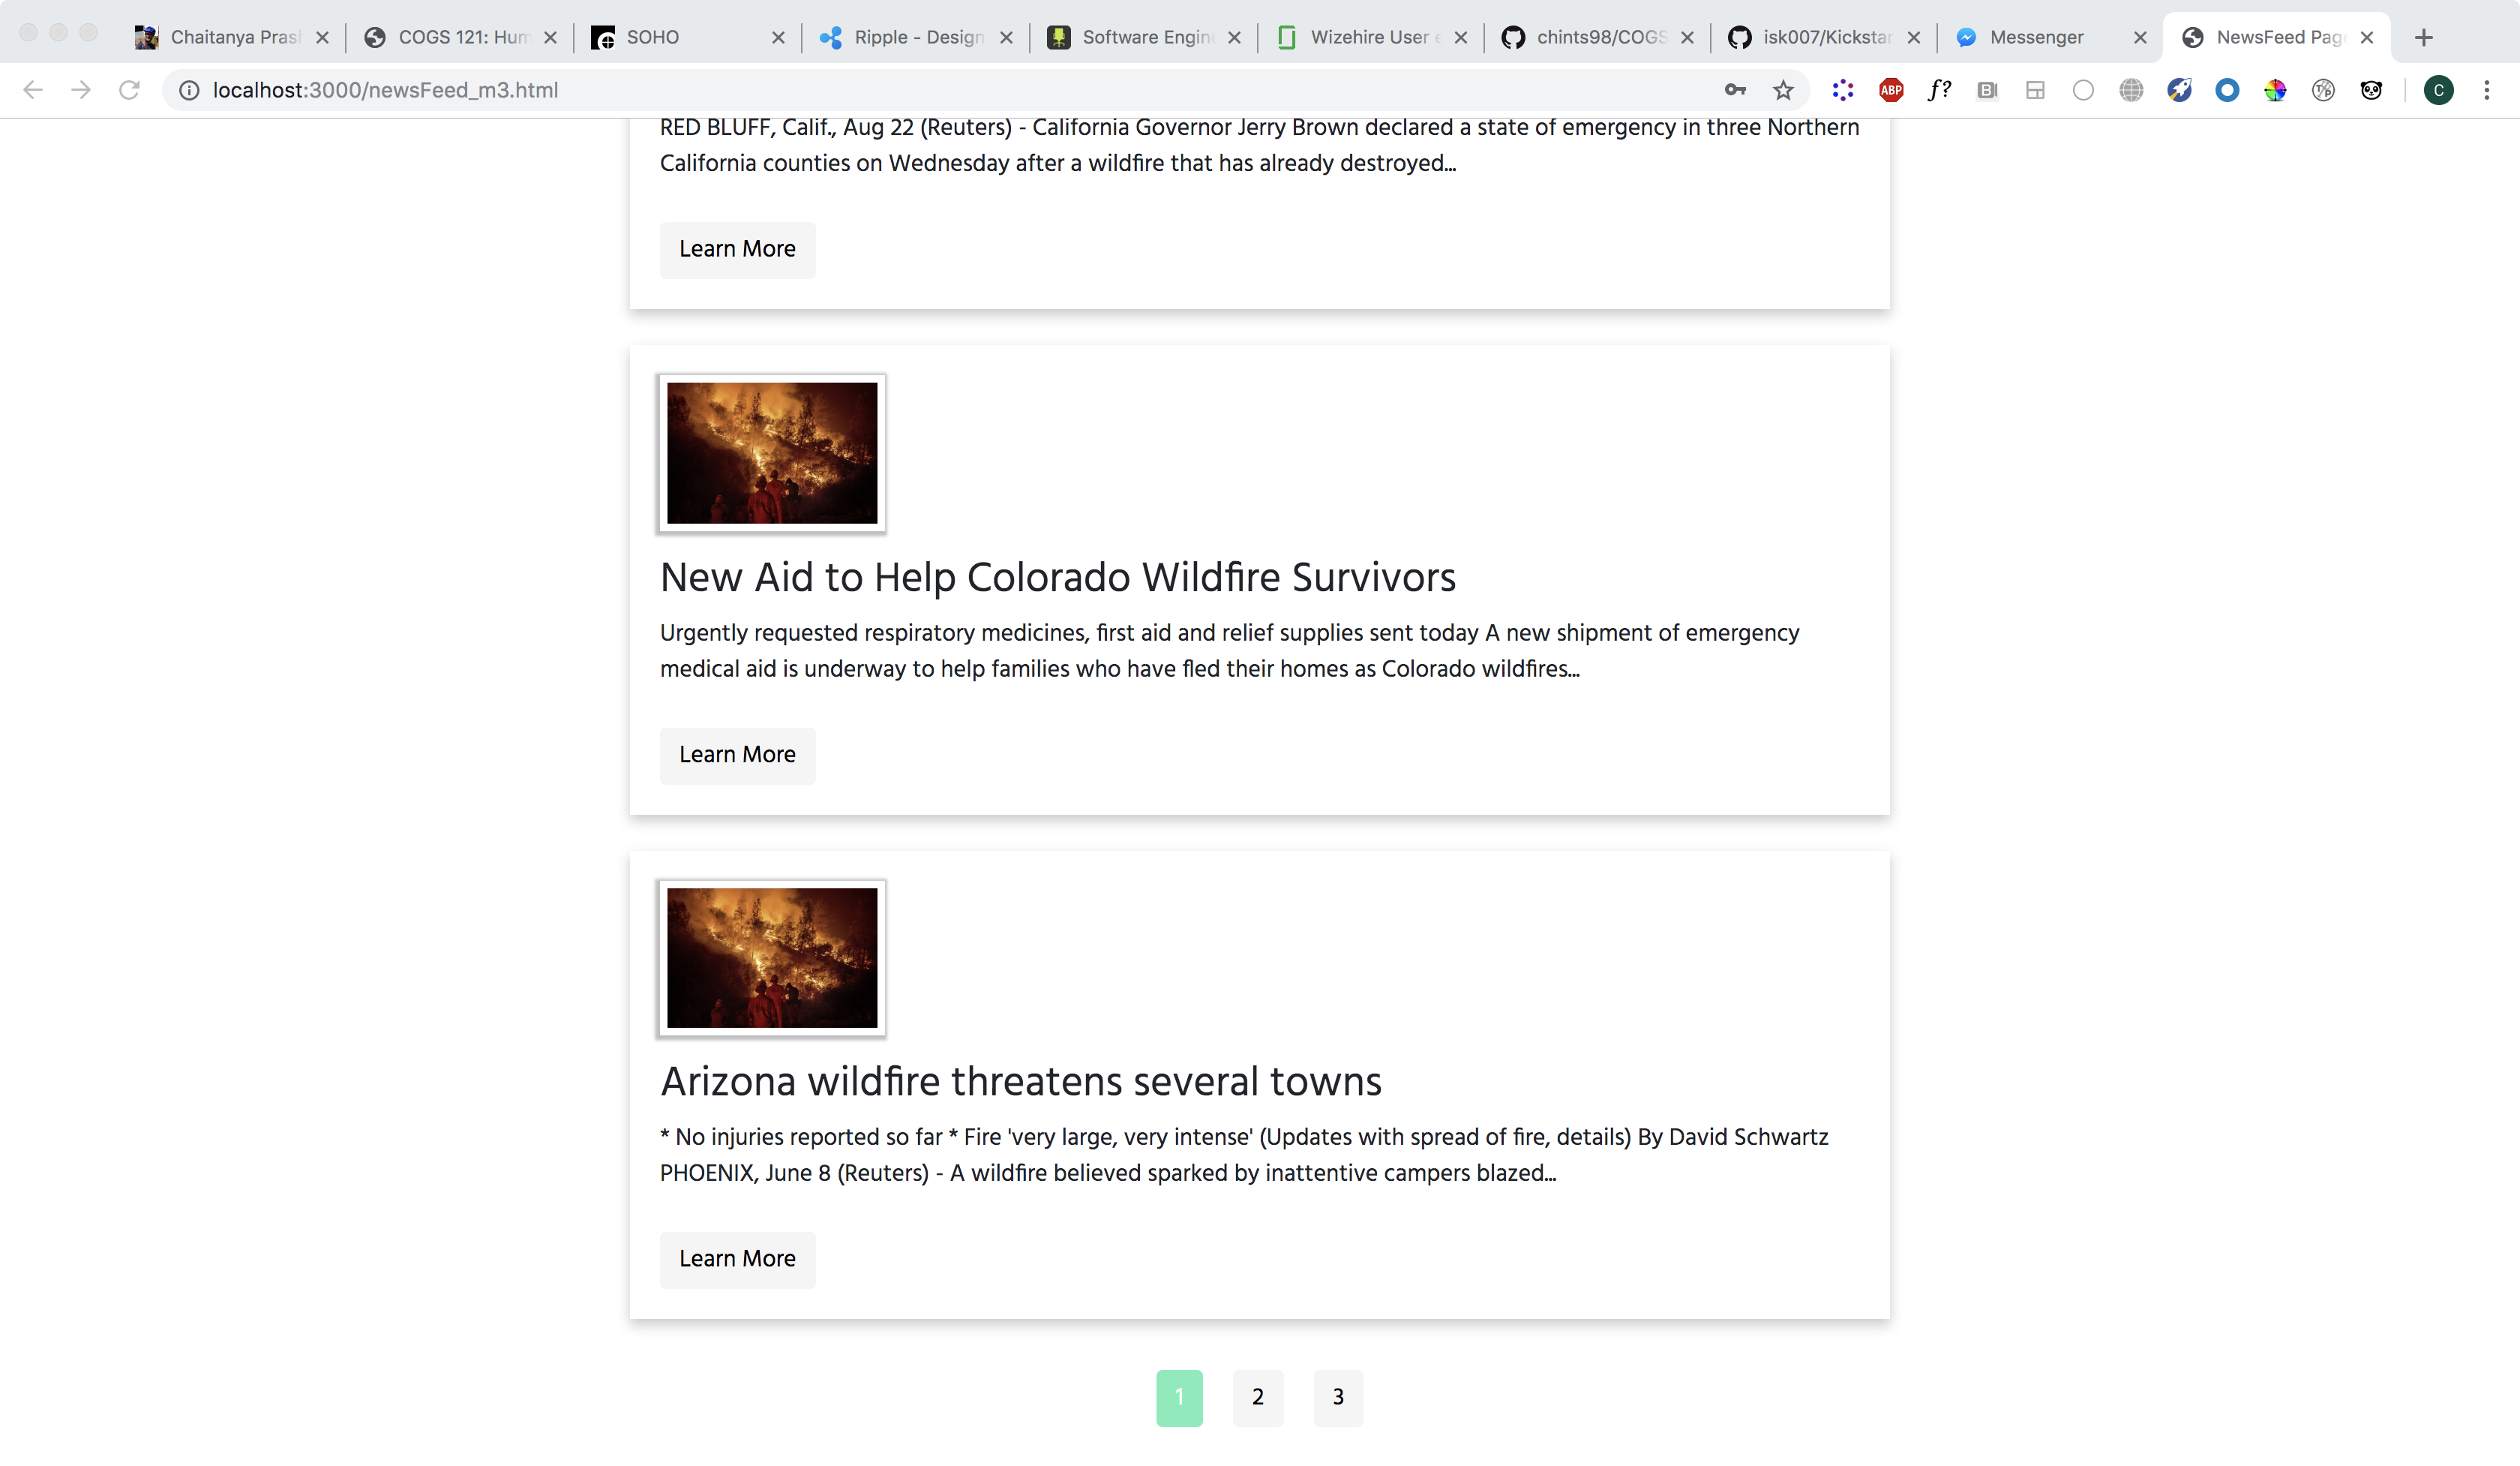 Chaitanya Prash
COGS 121: Hum
SOHO
Ripple - Design
Software Engin
Wizehire User e
chints98/COGS
isk007/Kickstar
Messenger
NewsFeed Page
localhost:3000/newsFeed_m3.html
ABP
f?
B
C
RED BLUFF, Calif., Aug 22 (Reuters) - California Governor Jerry Brown declared a state of emergency in three Northern
California counties on Wednesday after a wildfire that has already destroyed...
Learn More
New Aid to Help Colorado Wildfire Survivors
Urgently requested respiratory medicines, first aid and relief supplies sent today A new shipment of emergency
medical aid is underway to help families who have fled their homes as Colorado wildfires...
Learn More
Arizona wildfire threatens several towns
* No injuries reported so far * Fire 'very large, very intense' (Updates with spread of fire, details) By David Schwartz
PHOENIX, June 8 (Reuters) - A wildfire believed sparked by inattentive campers blazed...
Learn More
1 2 3